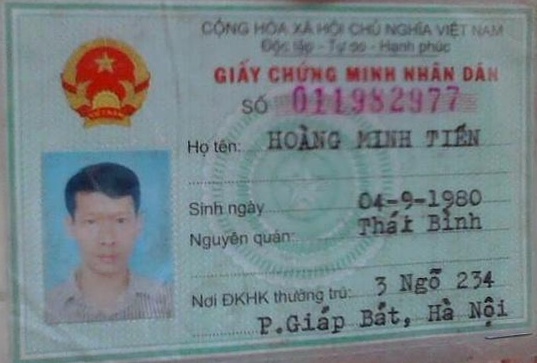 CỘNG HÒA XÃ HỘI CHỦ NGHĨA VIỆT NAM
Độc lập - Tự do - Hạnh phúc
GIẤY CHỨNG MINH NHÂN DÂN
SỐ 011982977
Họ tên: HOÀNG MINH TIẾN
Sinh ngày 04-9-1980
Nguyên quán: Thái Bình
Nơi ĐKHK thường trú: 3 Ngõ 234
P.Giáp Bát, Hà Nội